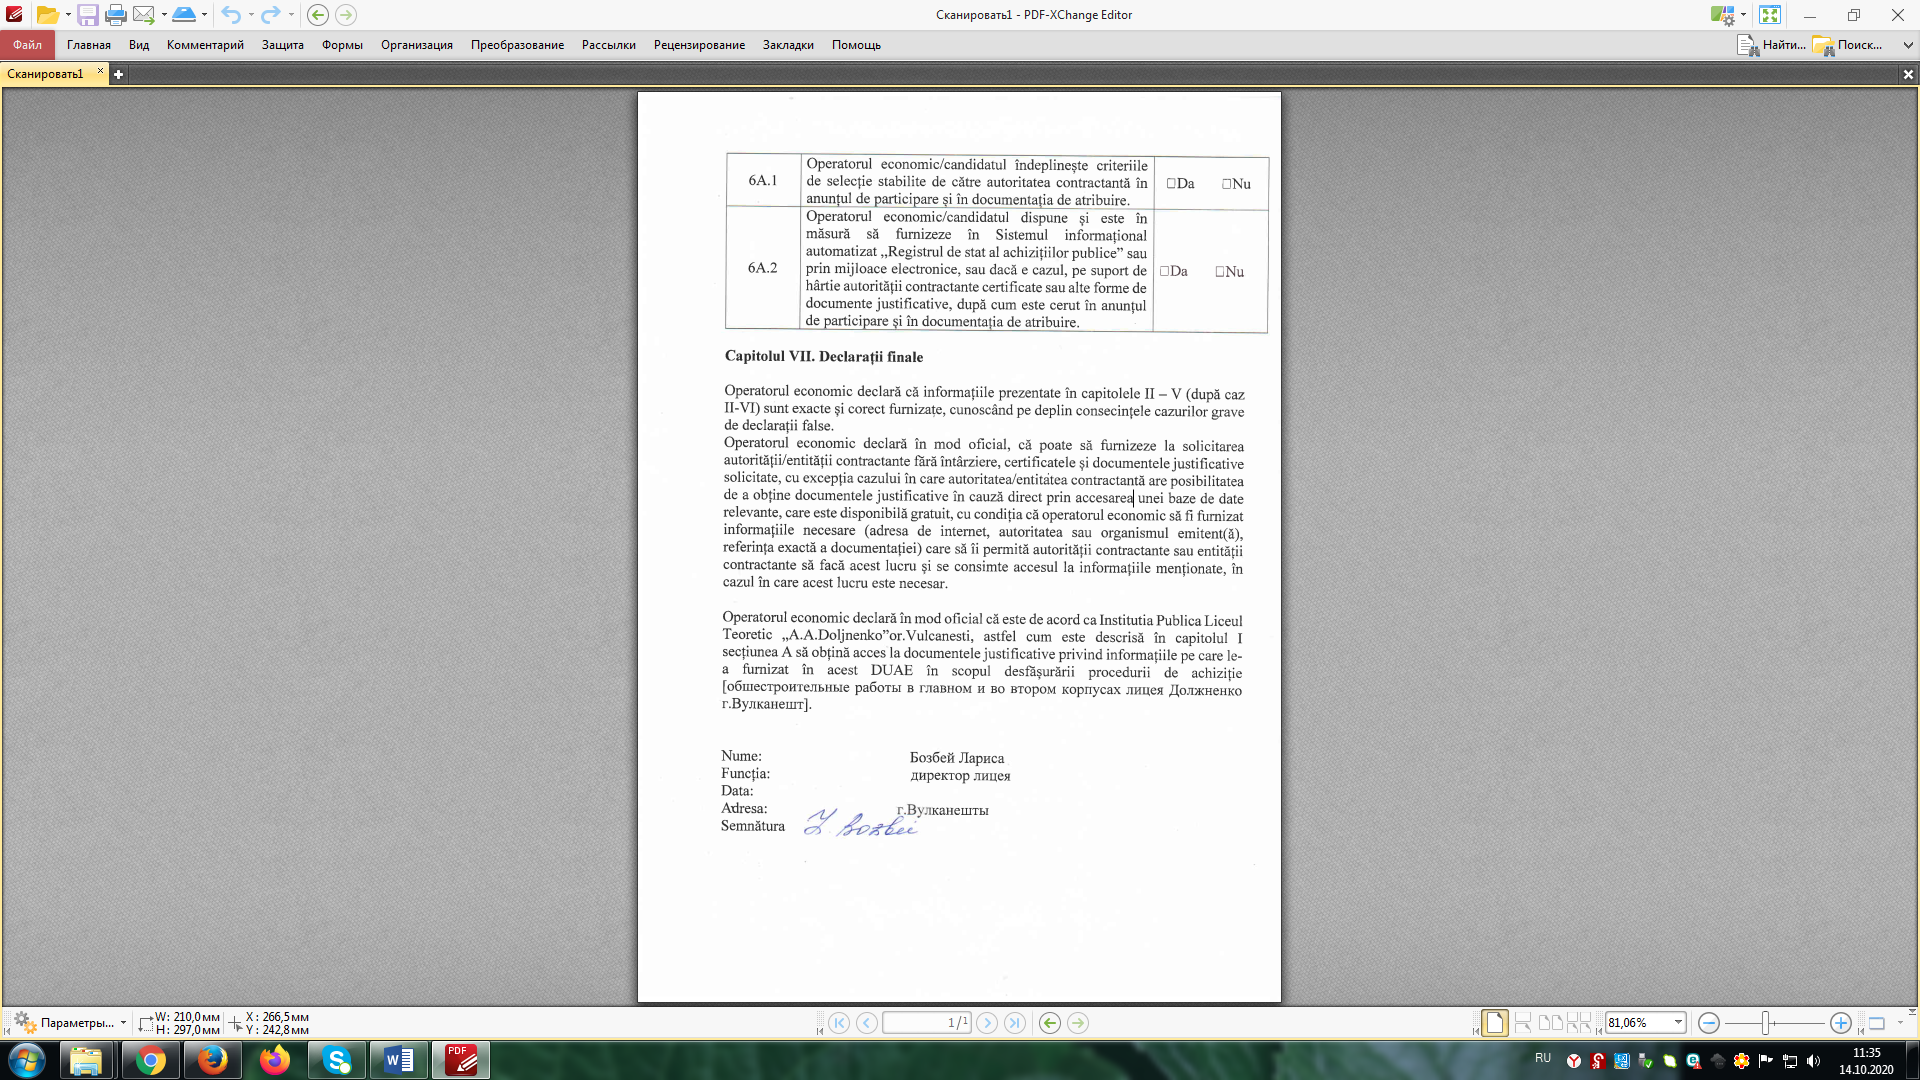 Сканировать1 - PDF-XChange Editor
Файл Главная Вид Комментарий Защита Формы Организация Преобразование Рассылки Рецензирование Закладки Помощь Найти... Поиск...
Сканировать1
6A.1
Operatorul economic/candidatul îndeplinește criteriile
de selecție stabilite de către autoritatea contractantă în
anunțul de participare și în documentația de atribuire.
□Da □Nu
6A.2
Operatorul economic/candidatul dispune și este în
măsură să furnizeze în Sistemul informațional
automatizat „Registrul de stat al achizițiilor publice” sau
prin mijloace electronice, sau dacă e cazul, pe suport de
hârtie autorității contractante certificate sau alte forme de
documente justificative, după cum este cerut în anunțul
de participare și în documentația de atribuire.
□Da □Nu
Capitolul VII. Declarații finale
Operatorul economic declară că informațiile prezentate în capitolele II – V (după caz
II-VI) sunt exacte și corect furnizate, cunoscând pe deplin consecințele cazurilor grave
de declarații false.
Operatorul economic declară în mod oficial, că poate să furnizeze la solicitarea
autorității/entității contractante fără întârziere, certificatele și documentele justificative
solicitate, cu excepția cazului în care autoritatea/entitatea contractantă are posibilitatea
de a obține documentele justificative în cauză direct prin accesarea unei baze de date
relevante, care este disponibilă gratuit, cu condiția că operatorul economic să fi furnizat
informațiile necesare (adresa de internet, autoritatea sau organismul emitent(ă),
referința exactă a documentației) care să îi permită autorității contractante sau entității
contractante să facă acest lucru și se consimte accesul la informațiile menționate, în
cazul în care acest lucru este necesar.
Operatorul economic declară în mod oficial că este de acord ca Institutia Publica Liceul
Teoretic „A.A.Doljnenko”or.Vulcanesti, astfel cum este descrisă în capitolul I
secțiunea A să obțină acces la documentele justificative privind informațiile pe care le-
a furnizat în acest DUAE în scopul desfășurării procedurii de achiziție
[обшестроительные работы в главном и во втором корпусах лицея Должненко
г.Вулканешт].
Nume: Бозбей Лариса
Funcția: директор лицея
Data:
Adresa: г.Вулканешты
Semnătura L. Bozbei
Параметры... W: 210,0 мм X: 266,5 мм
H: 297,0 мм Y: 242,8 мм
1/1
81,06%
PDF
RU
11:35
14.10.2020